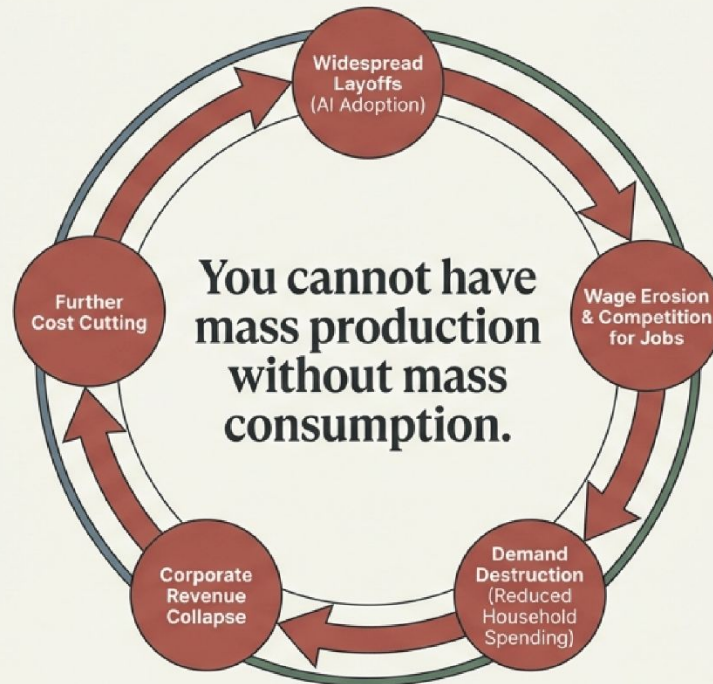 Widespread
Layoffs
(AI Adoption)
Wage Erosion
& Competition
for Jobs
Demand
Destruction
(Reduced
Household
Spending)
Corporate
Revenue
Collapse
Further
Cost Cutting
You cannot have
mass production
without mass
consumption.